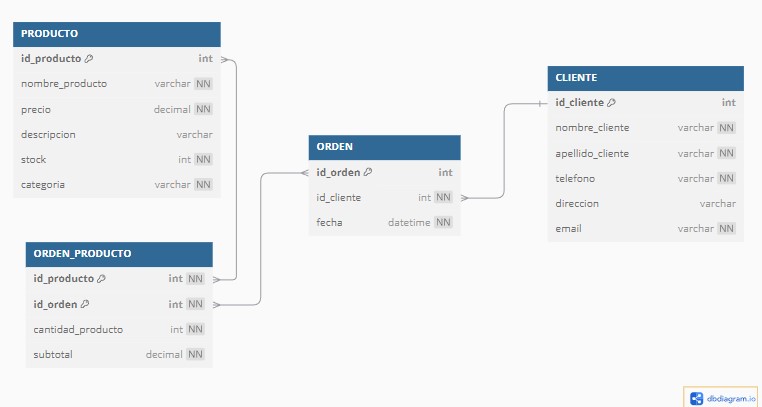 PRODUCTO
id_producto int
nombre_producto varchar NN
precio decimal NN
descripcion varchar
stock int NN
categoria varchar NN
ORDEN_PRODUCTO
id_producto int NN
id_orden int NN
cantidad_producto int NN
subtotal decimal NN
ORDEN
id_orden int
id_cliente int NN
fecha datetime NN
CLIENTE
id_cliente int
nombre_cliente varchar NN
apellido_cliente varchar NN
telefono varchar NN
direccion varchar
email varchar NN
dbdiagram.io